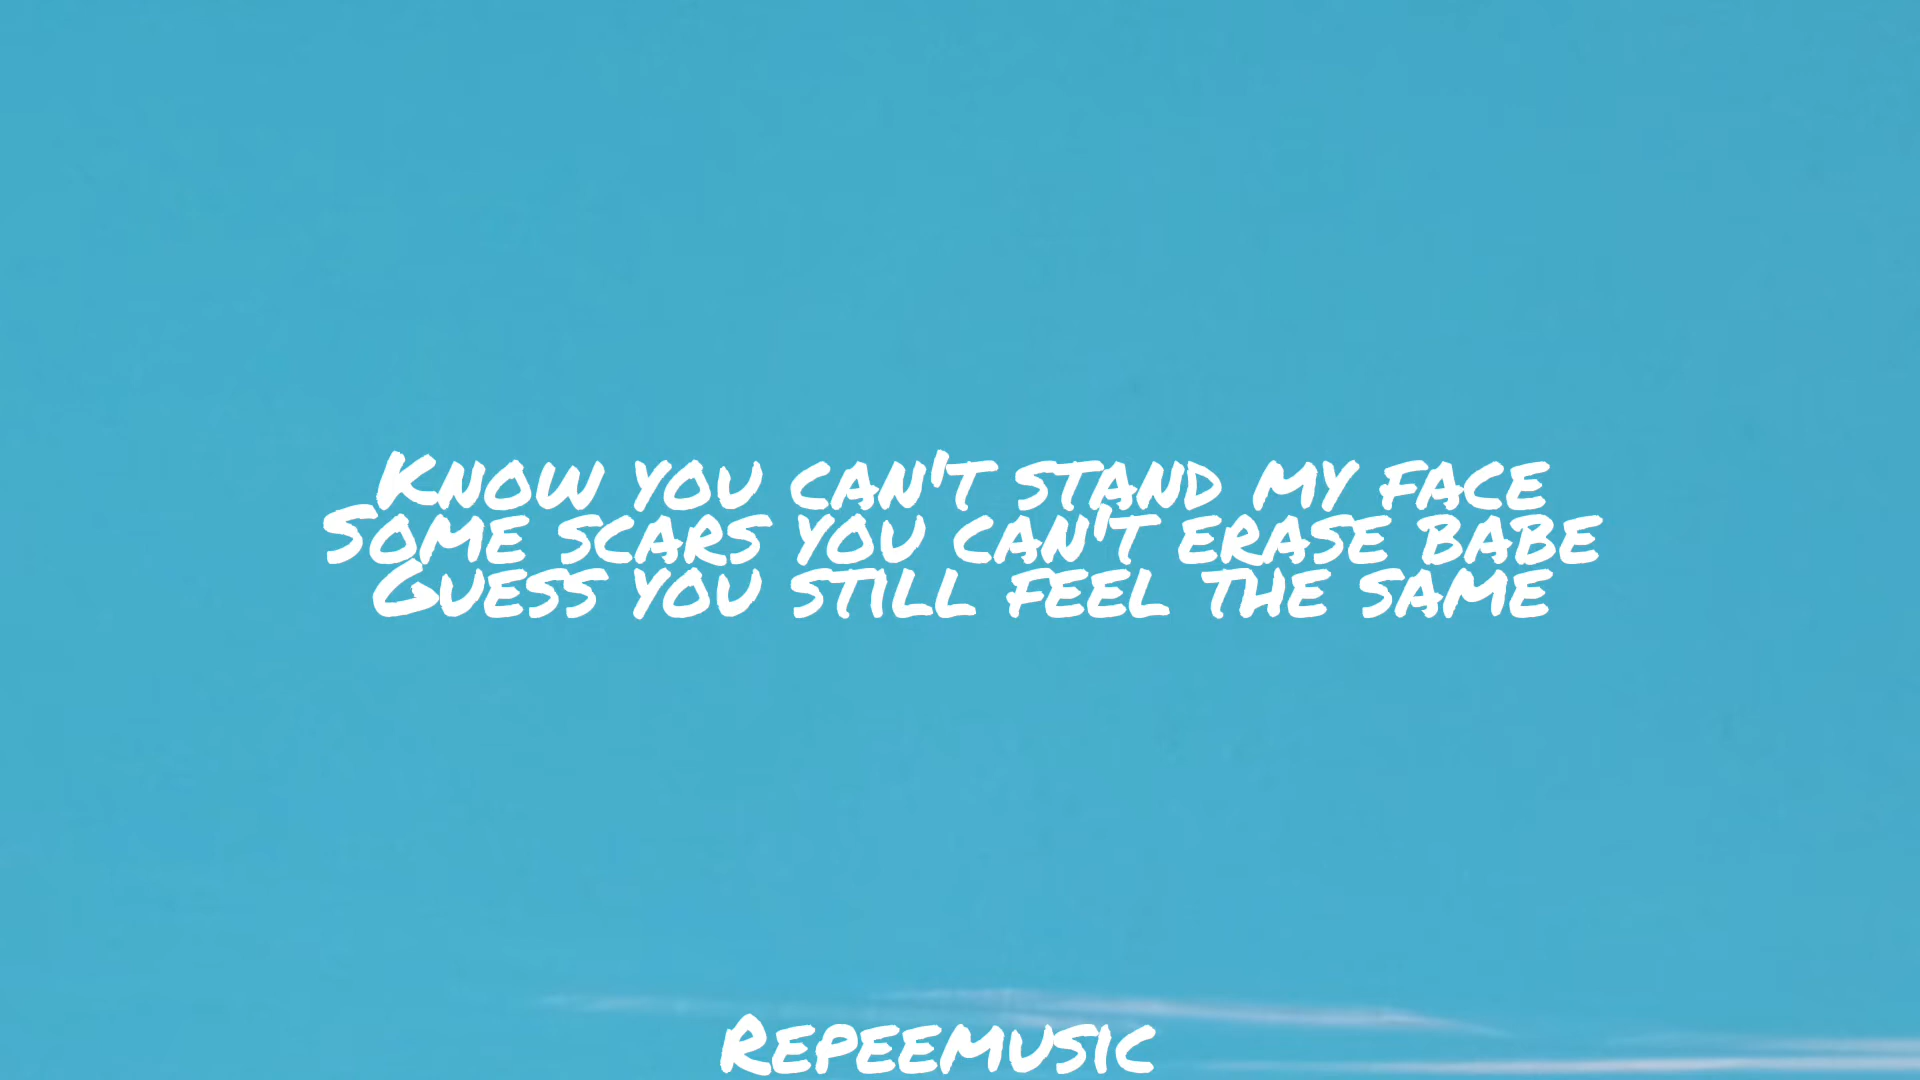 Know you can't stand my face
Some scars you can't erase babe
Guess you still feel the same
Repeemusic